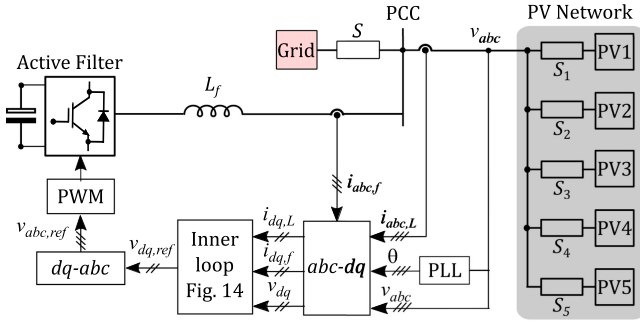 PCC
PV Network
Grid
S
v_abc
S_1
PV1
Active Filter
L_f
S_2
PV2
S_3
PV3
PWM
i_abc,f
i_dq,L
i_abc,L
v_abc,ref
v_dq,ref
Inner
loop
Fig. 14
i_dq,f
abc-dq
θ
PLL
S_4
PV4
dq-abc
v_dq
v_abc
S_5
PV5